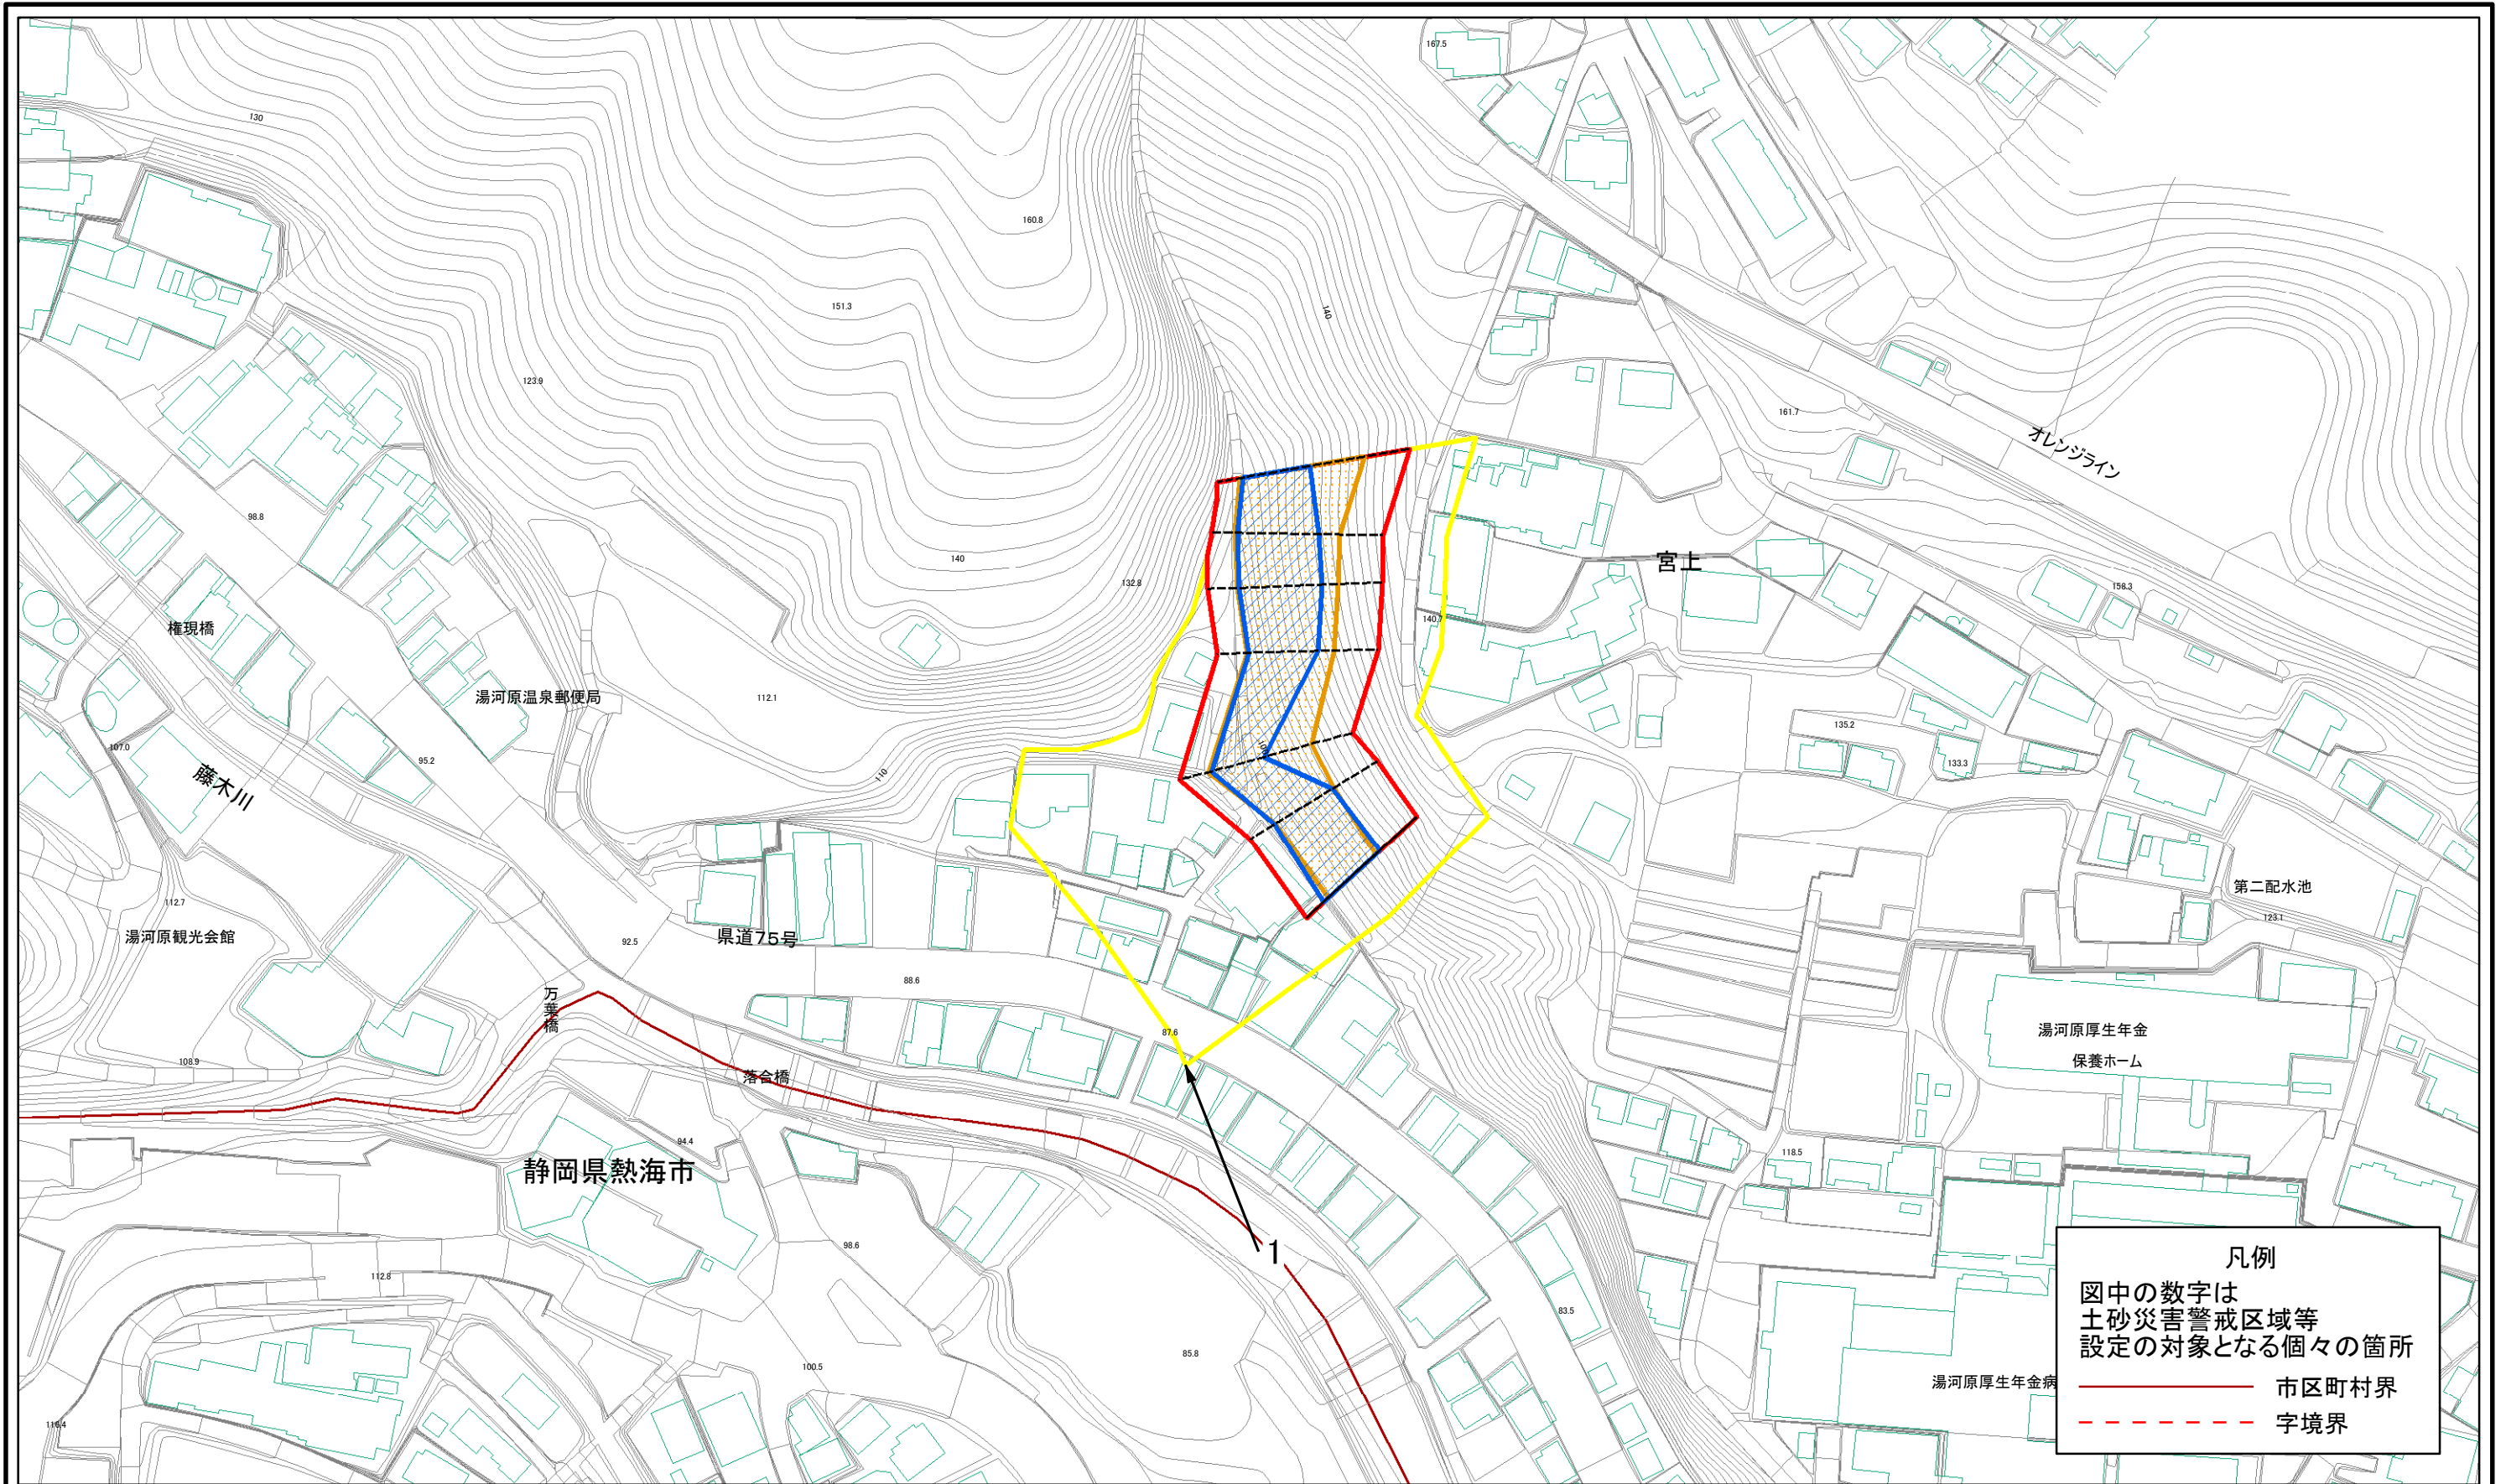 167.5
130
160.8
151.3
140
123.9
161.7
オレンジライン
98.8
140
132.8
宮上
158.3
140.7
権現橋
湯河原温泉郵便局
112.1
107.0
95.2
藤木川
110
135.2
133.3
112.7
湯河原観光会館
92.5
県道75号
88.6
第二配水池
123.1
万葉橋
87.6
湯河原厚生年金
保養ホーム
108.9
落合橋
94.4
静岡県熱海市
118.5
98.6
1
112.8
83.5
85.8
100.5
116.4
湯河原厚生年金病
凡例
図中の数字は
土砂災害警戒区域等
設定の対象となる個々の箇所
市区町村界
字境界